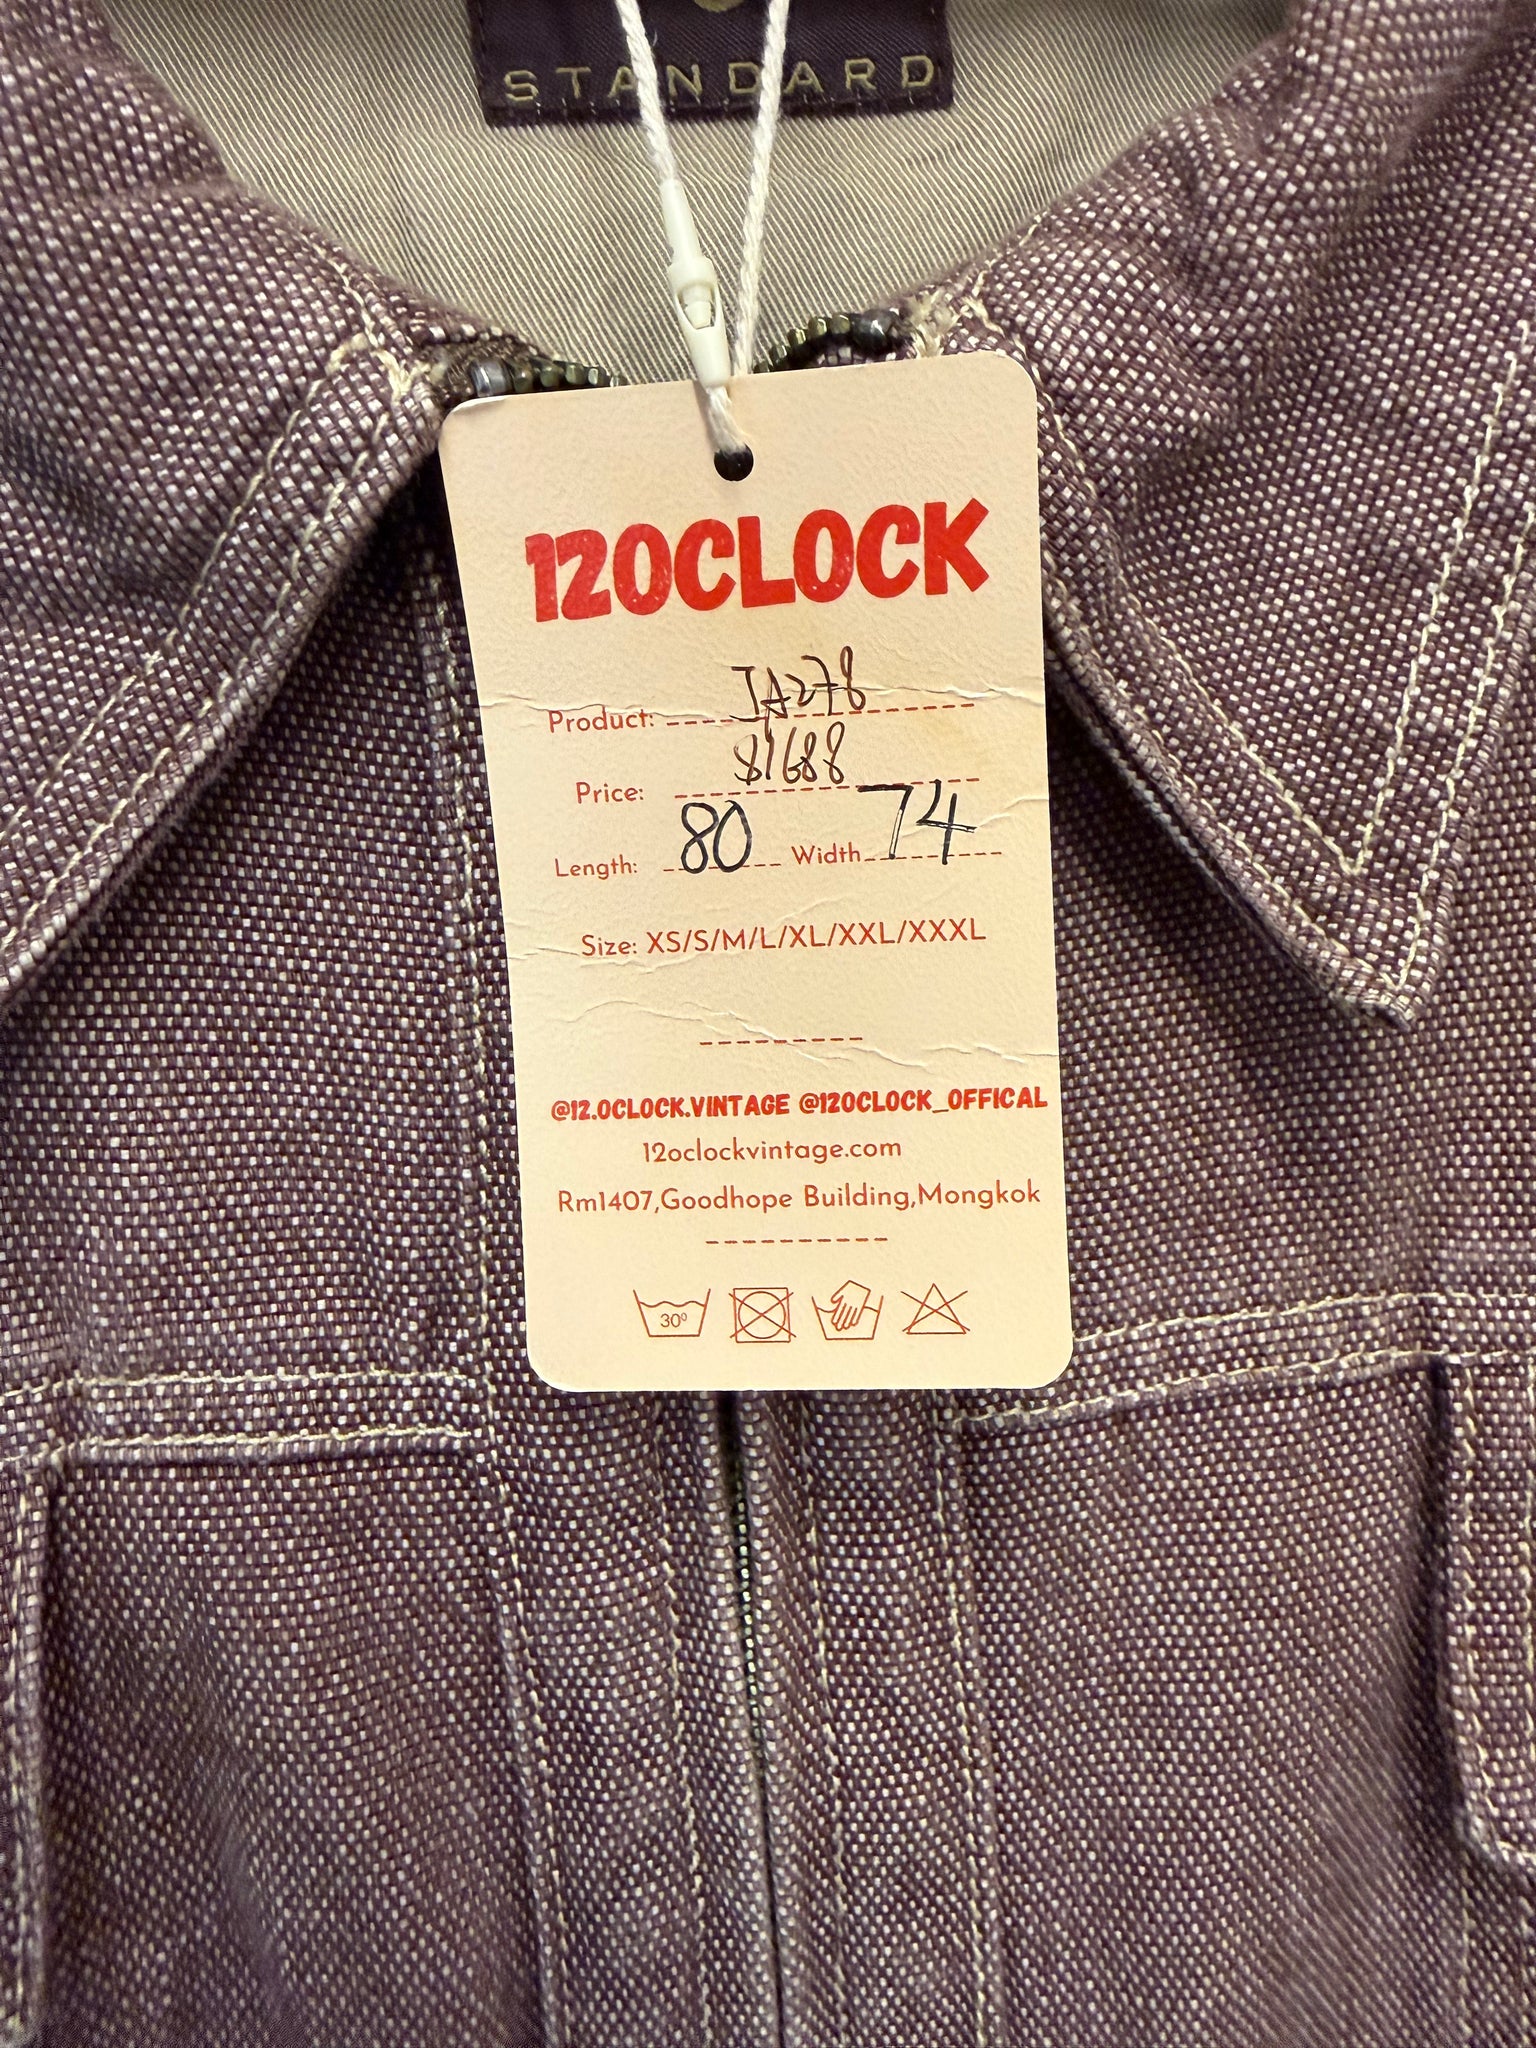 STANDARD
12OCLOCK
Product: JA278
Price: $1688
Length: 80 Width 74
Size: XS/S/M/L/XL/XXL/XXXL
@12.OCLOCK.VINTAGE @12OCLOCK_OFFICAL
12oclockvintage.com
Rm1407,Goodhope Building,Mongkok
30°